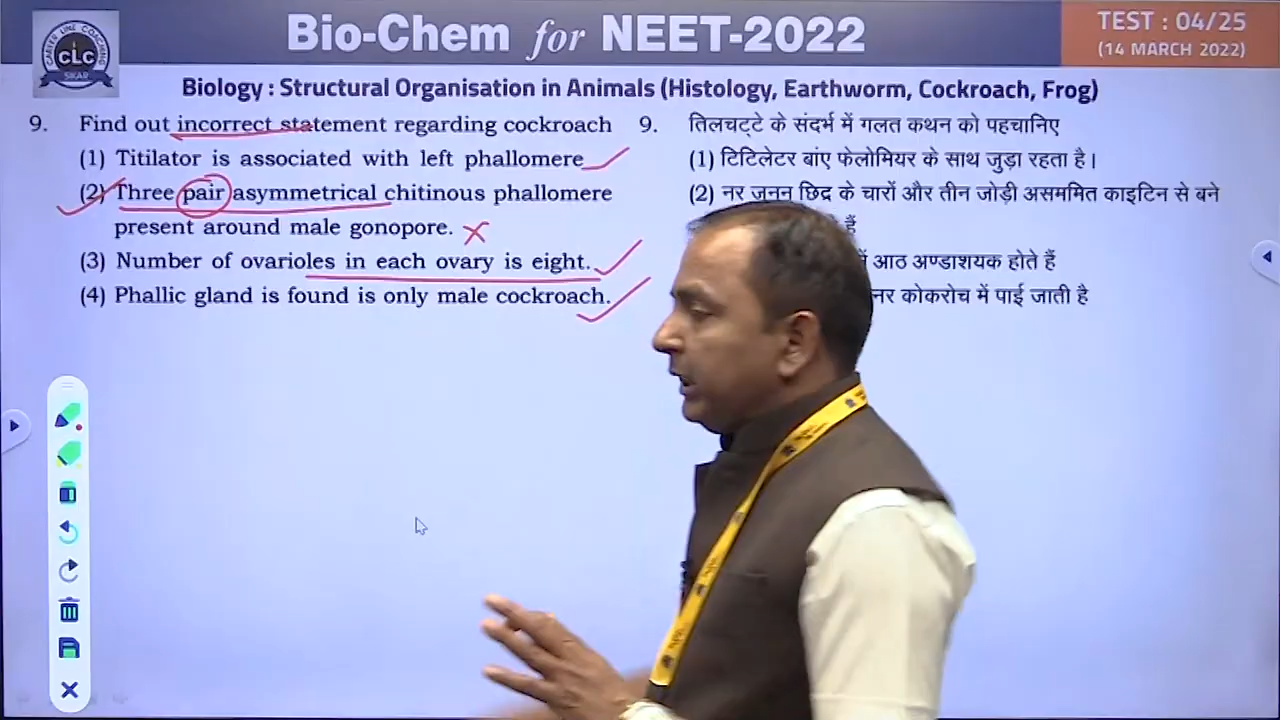 Bio-Chem for NEET-2022
TEST : 04/25
(14 MARCH 2022)
CAREER LINE COACHING
CLC
SIKAR
Biology : Structural Organisation in Animals (Histology, Earthworm, Cockroach, Frog)
9. Find out incorrect statement regarding cockroach
(1) Titilator is associated with left phallomere
(2) Three pair asymmetrical chitinous phallomere
present around male gonopore.
(3) Number of ovarioles in each ovary is eight.
(4) Phallic gland is found is only male cockroach.
9. तिलचट्टे के संदर्भ में गलत कथन को पहचानिए
(1) टिटिलेटर बांए फेलोमियर के साथ जुड़ा रहता है।
(2) नर जनन छिद्र के चारों और तीन जोड़ी असममित काइटिन से बने
हैं
आठ अण्डाशयक होते हैं
नर कोकरोच में पाई जाती है